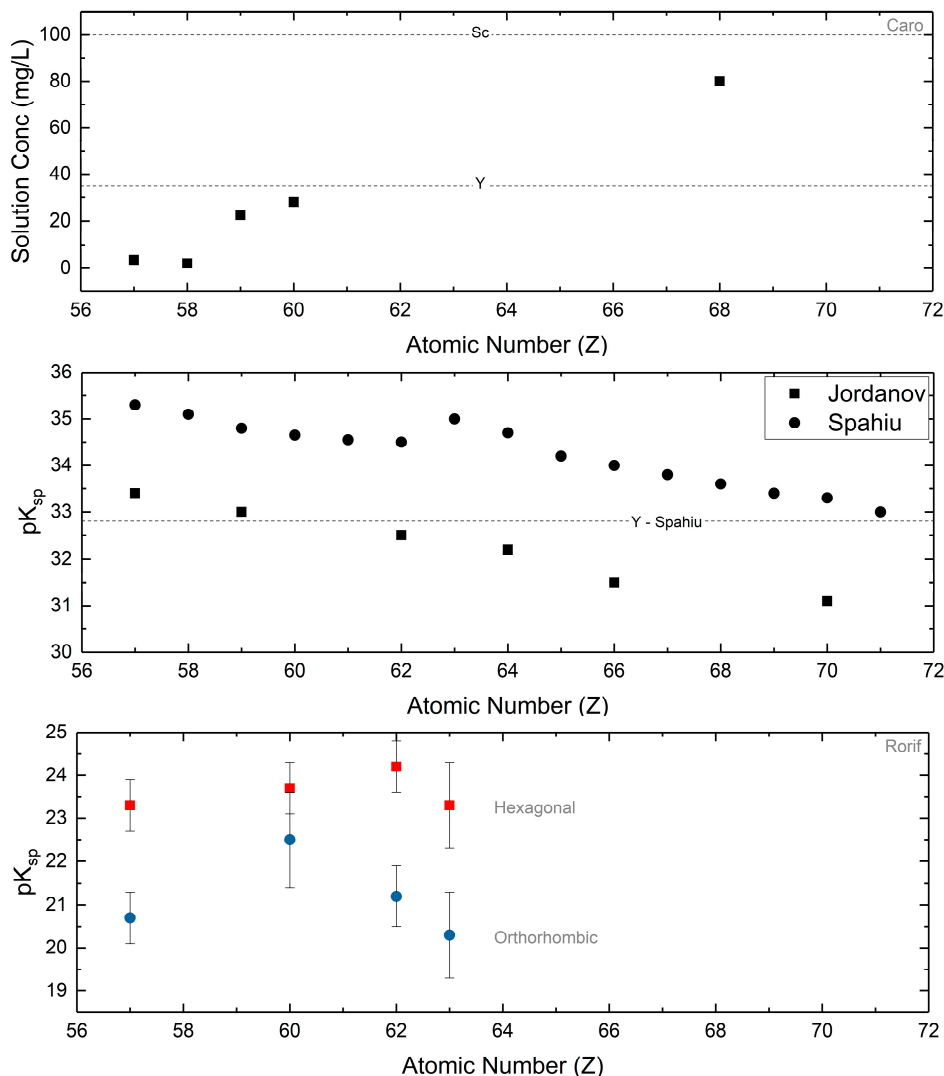 Caro
Solution Conc (mg/L)
100
80
60
40
20
0
Sc
Y
56 58 60 62 64 66 68 70 72
Atomic Number (Z)
pKsp
36
35
34
33
32
31
30
Jordanov
Spahiu
Y - Spahiu
56 58 60 62 64 66 68 70 72
Atomic Number (Z)
pKsp
25
24
23
22
21
20
19
Rorif
Hexagonal
Orthorhombic
56 58 60 62 64 66 68 70 72
Atomic Number (Z)